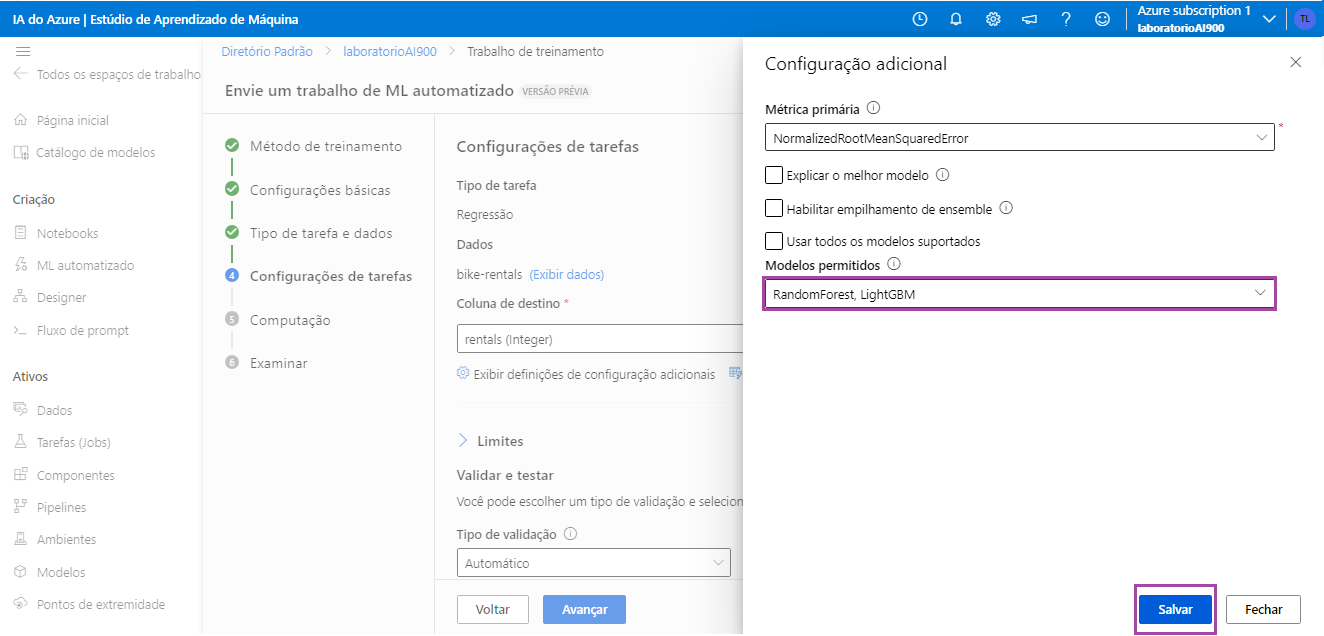 IA do Azure | Estúdio de Aprendizado de Máquina
Azure subscription 1
laboratorioAI900
TL
Todos os espaços de trabalho
Página inicial
Catálogo de modelos
Criação
Notebooks
ML automatizado
Designer
Fluxo de prompt
Ativos
Dados
Tarefas (Jobs)
Componentes
Pipelines
Ambientes
Modelos
Pontos de extremidade
Diretório Padrão > laboratorioAI900 > Trabalho de treinamento
Envie um trabalho de ML automatizado VERSÃO PRÉVIA
Método de treinamento
Configurações básicas
Tipo de tarefa e dados
4 Configurações de tarefas
5 Computação
6 Examinar
Configurações de tarefas
Tipo de tarefa
Regressão
Dados
bike-rentals (Exibir dados)
Coluna de destino *
rentals (Integer)
Exibir definições de configuração adicionais
Limites
Validar e testar
Você pode escolher um tipo de validação e selecion
Tipo de validação
Automático
Voltar
Avançar
Configuração adicional
Métrica primária
NormalizedRootMeanSquaredError *
Explicar o melhor modelo
Habilitar empilhamento de ensemble
Usar todos os modelos suportados
Modelos permitidos
RandomForest, LightGBM
Salvar
Fechar